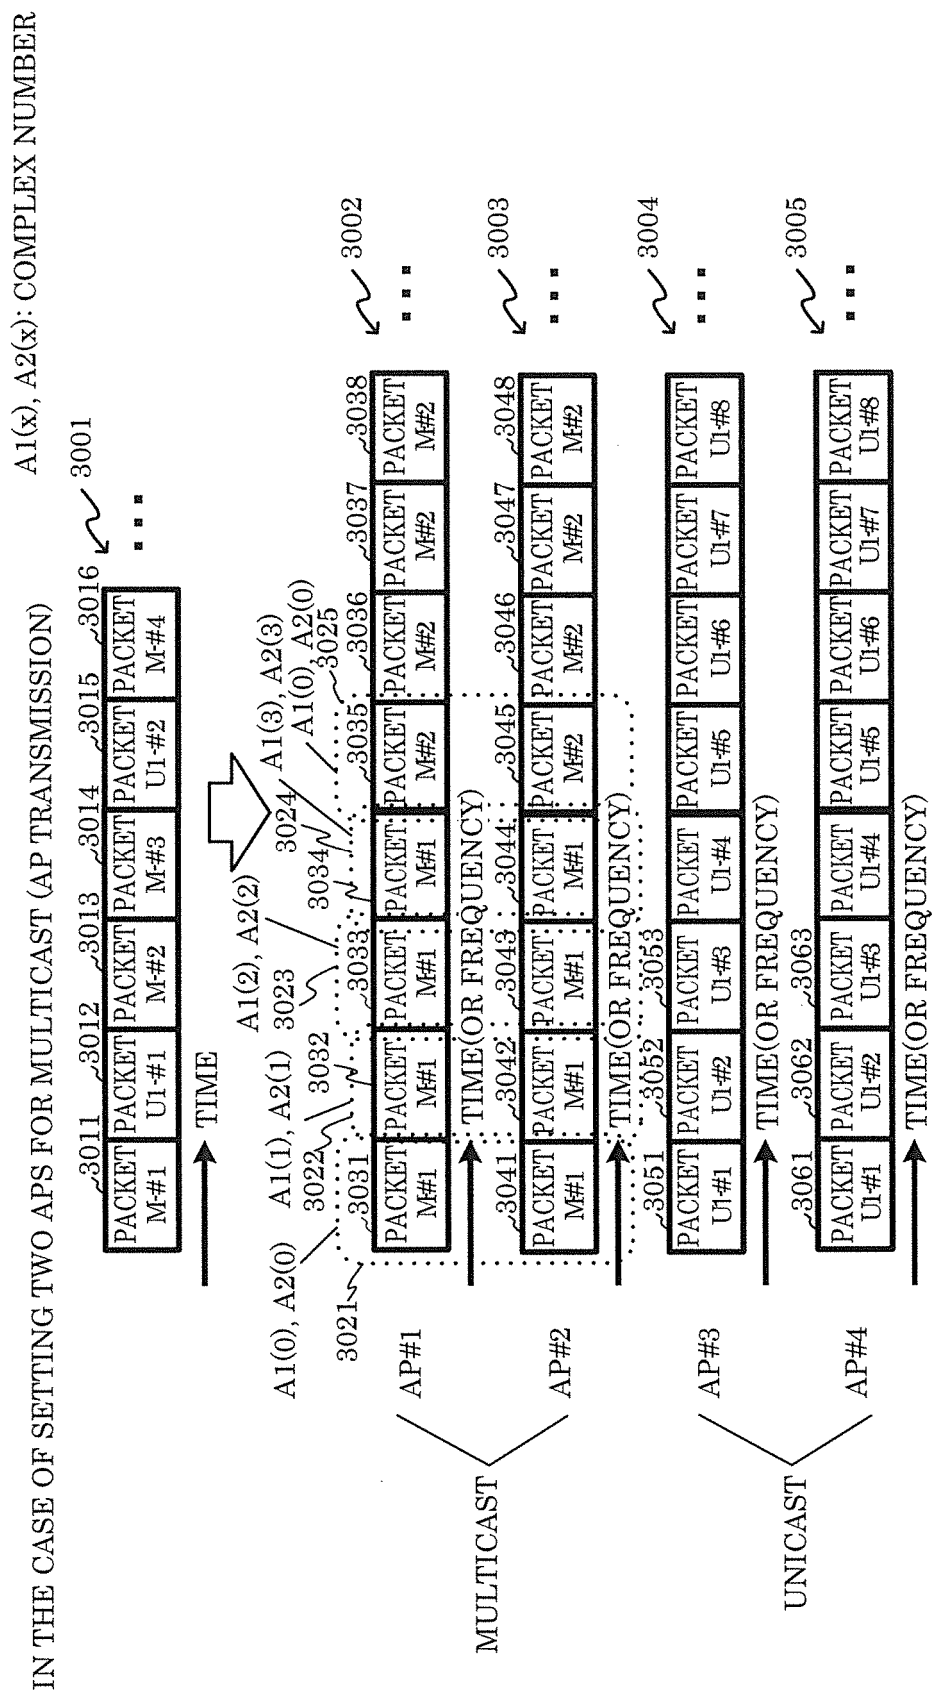 IN THE CASE OF SETTING TWO APS FOR MULTICAST (AP TRANSMISSION)
A1(x), A2(x): COMPLEX NUMBER
3011 3012 3013 3014 3015 3016 3001
PACKET M-#1
PACKET U1-#1
PACKET M-#2
PACKET M-#3
PACKET U1-#2
PACKET M-#4
TIME
A1(0), A2(0)
A1(1), A2(1)
A1(2), A2(2)
A1(3), A2(3)
A1(0), A2(0)
3021 3022 3023 3024 3025
MULTICAST
AP#1
3031 3032 3033 3034 3035 3036 3037 3038 3002
PACKET M#1
PACKET M#1
PACKET M#1
PACKET M#1
PACKET M#2
PACKET M#2
PACKET M#2
PACKET M#2
TIME(OR FREQUENCY)
AP#2
3041 3042 3043 3044 3045 3046 3047 3048 3003
PACKET M#1
PACKET M#1
PACKET M#1
PACKET M#1
PACKET M#2
PACKET M#2
PACKET M#2
PACKET M#2
TIME(OR FREQUENCY)
UNICAST
AP#3
3051 3052 3053 3004
PACKET U1-#1
PACKET U1-#2
PACKET U1-#3
PACKET U1-#4
PACKET U1-#5
PACKET U1-#6
PACKET U1-#7
PACKET U1-#8
TIME(OR FREQUENCY)
AP#4
3061 3062 3063 3005
PACKET U1-#1
PACKET U1-#2
PACKET U1-#3
PACKET U1-#4
PACKET U1-#5
PACKET U1-#6
PACKET U1-#7
PACKET U1-#8
TIME(OR FREQUENCY)